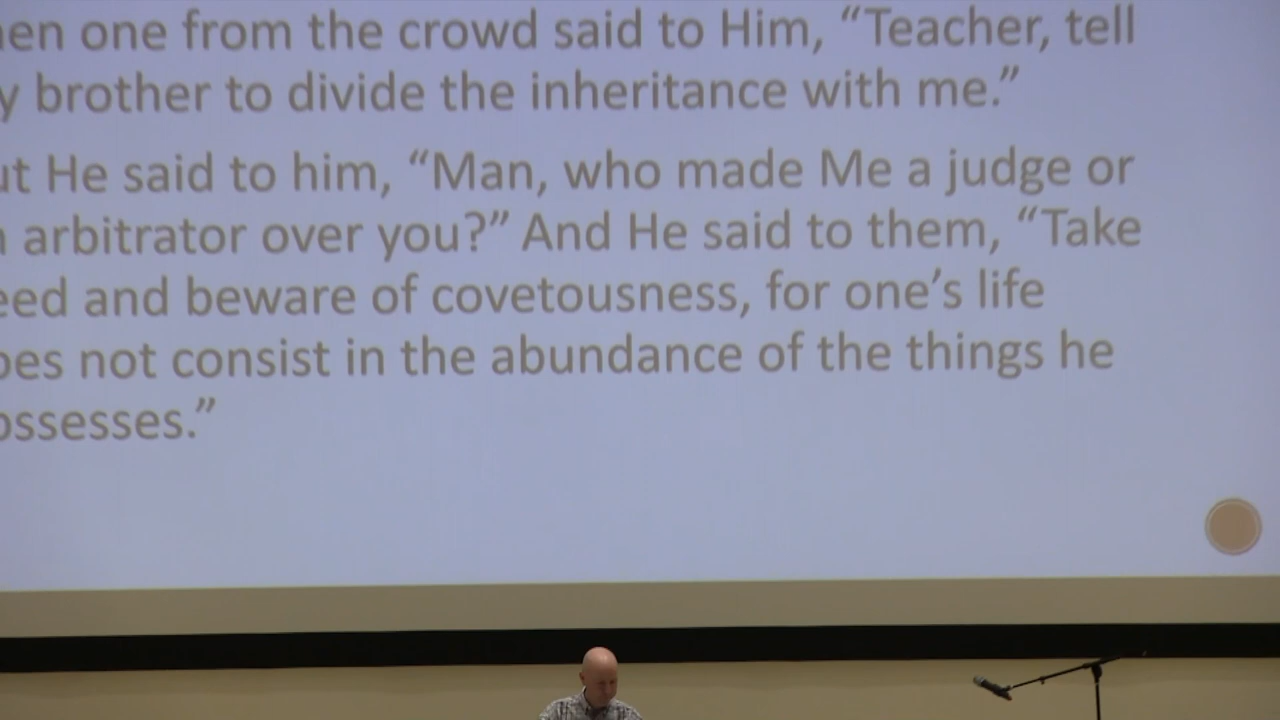 en one from the crowd said to Him, “Teacher, tell
y brother to divide the inheritance with me.”
ut He said to him, “Man, who made Me a judge or
arbitrator over you?” And He said to them, “Take
eed and beware of covetousness, for one’s life
oes not consist in the abundance of the things he
ossesses.”